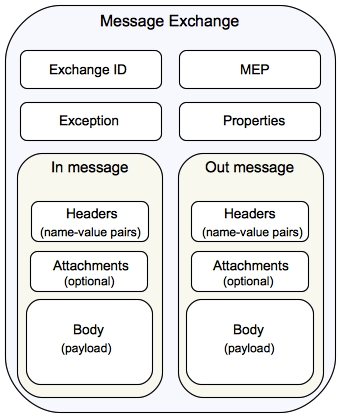 Message Exchange
Exchange ID
MEP
Exception
Properties
In message
Headers
(name-value pairs)
Attachments
(optional)
Body
(payload)
Out message
Headers
(name-value pairs)
Attachments
(optional)
Body
(payload)